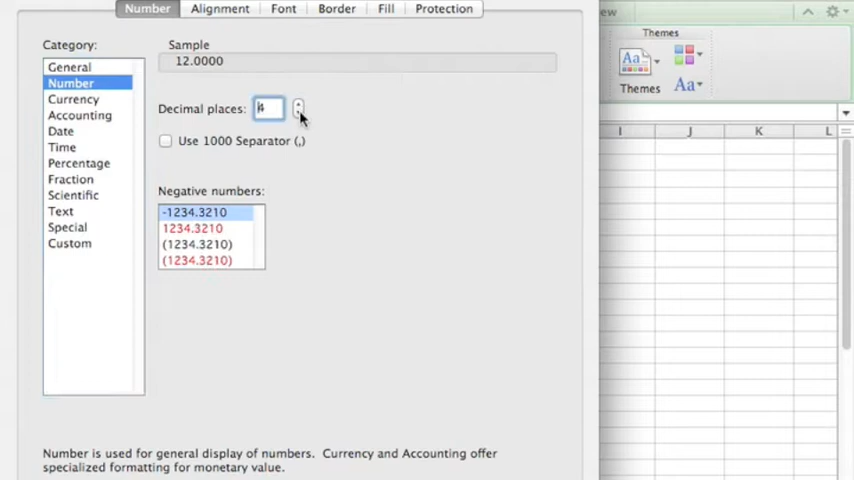 Number Alignment Font Border Fill Protection
ew
Category:
General
Number
Currency
Accounting
Date
Time
Percentage
Fraction
Scientific
Text
Special
Custom
Sample
12.0000
Decimal places: 4
Use 1000 Separator (,)
Negative numbers:
-1234.3210
1234.3210
(1234.3210)
(1234.3210)
Number is used for general display of numbers. Currency and Accounting offer
specialized formatting for monetary value.
Themes
Aa
Themes
Aa
I J K L